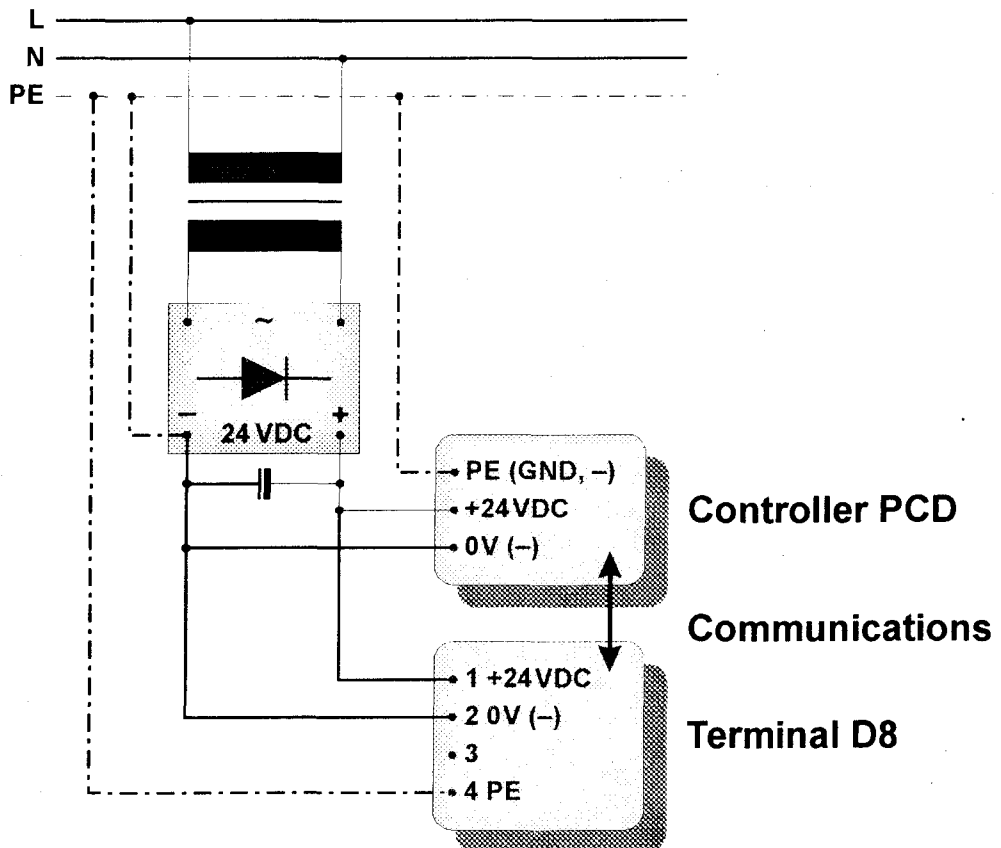 L
N
PE
~
– +
24 VDC
PE (GND, –)
+24VDC
0V (–)
Controller PCD
Communications
1 +24VDC
2 0V (–)
3
4 PE
Terminal D8